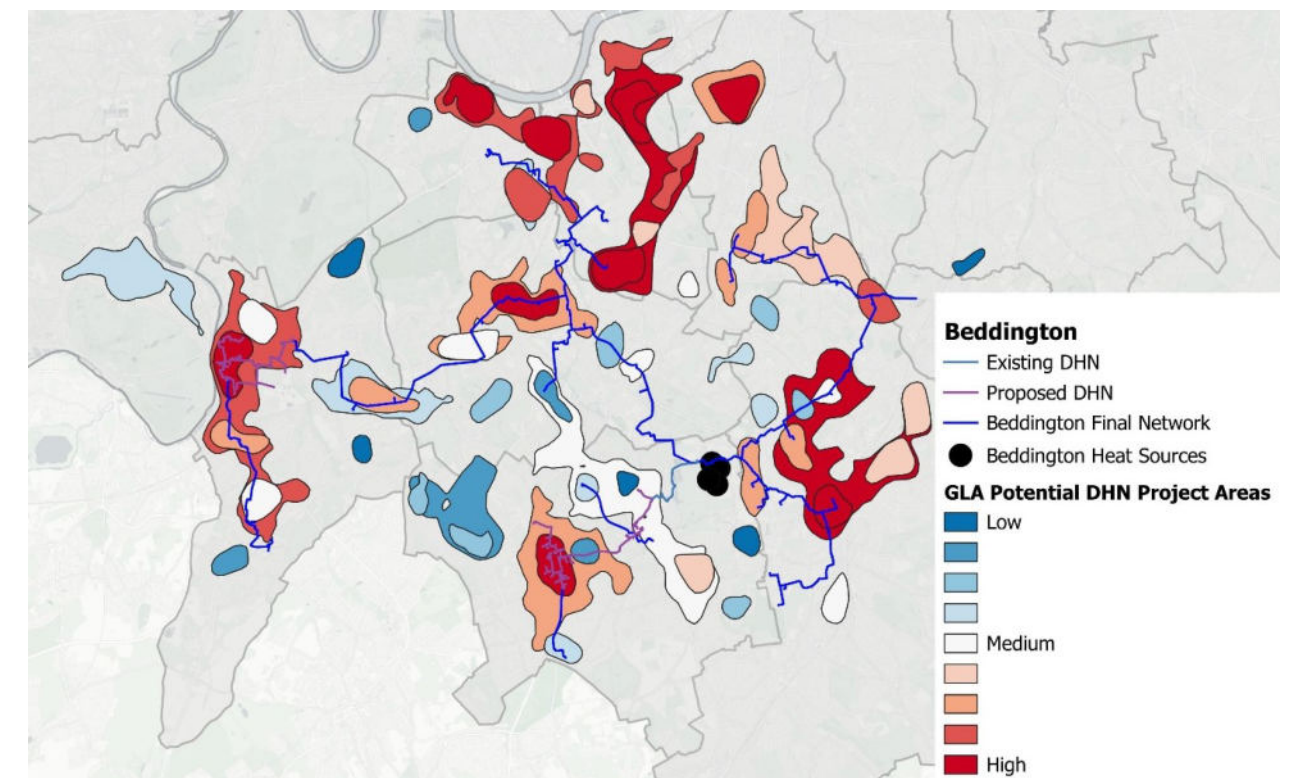 Beddington
Existing DHN
Proposed DHN
Beddington Final Network
Beddington Heat Sources
GLA Potential DHN Project Areas
Low
Medium
High